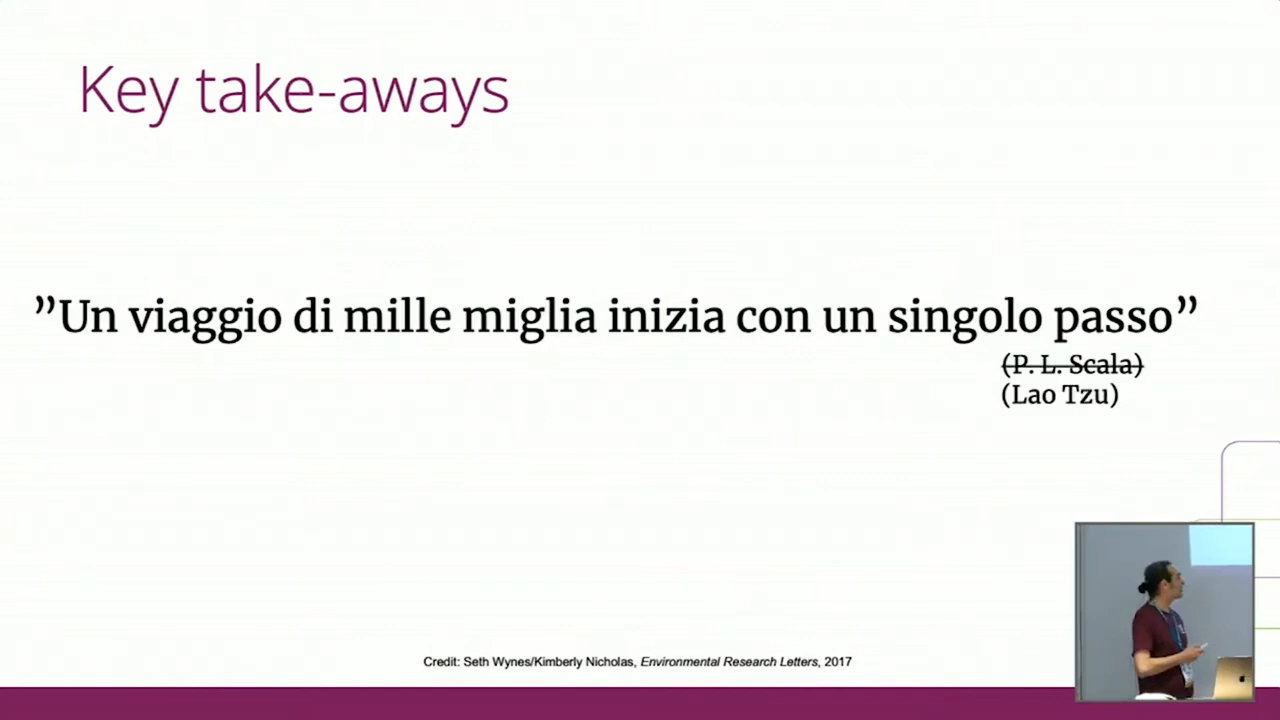 Key take-aways
”Un viaggio di mille miglia inizia con un singolo passo”
(P. L. Scala)
(Lao Tzu)
Credit: Seth Wynes/Kimberly Nicholas, Environmental Research Letters, 2017